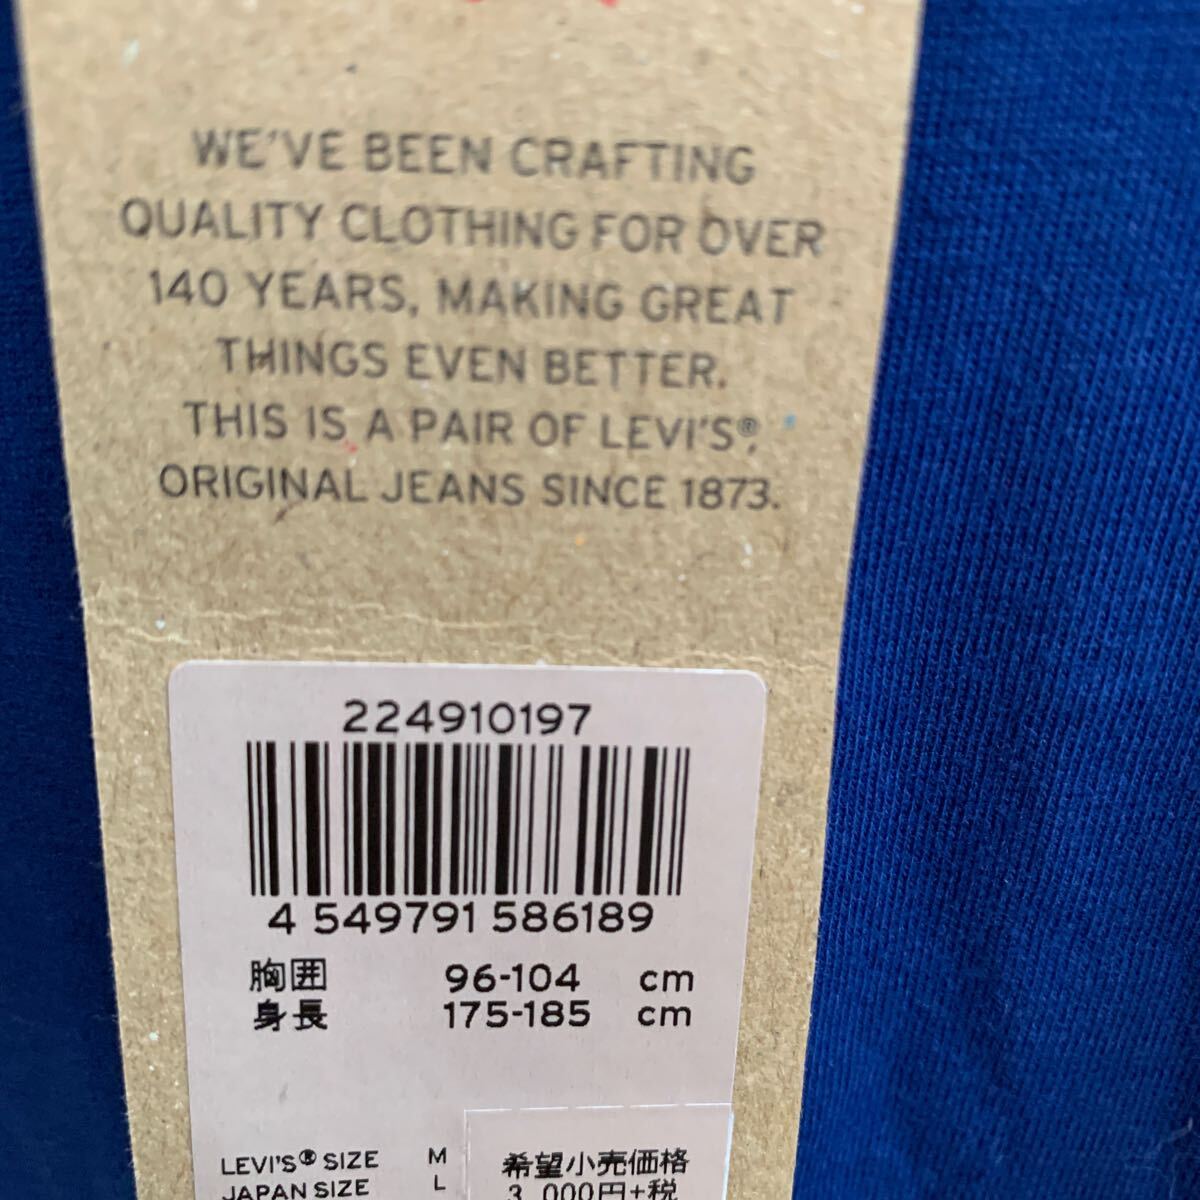 WE'VE BEEN CRAFTING
QUALITY CLOTHING FOR OVER
140 YEARS, MAKING GREAT
THINGS EVEN BETTER.
THIS IS A PAIR OF LEVI'S®,
ORIGINAL JEANS SINCE 1873.
224910197
4 549791 586189
胸囲 96-104 cm
身長 175-185 cm
LEVI'S® SIZE M
JAPAN SIZE L
希望小売価格
3,000円+税